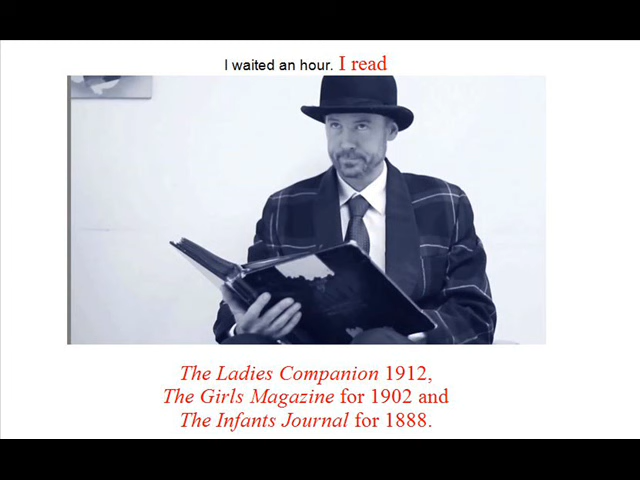 I waited an hour. I read
The Ladies Companion 1912,
The Girls Magazine for 1902 and
The Infants Journal for 1888.